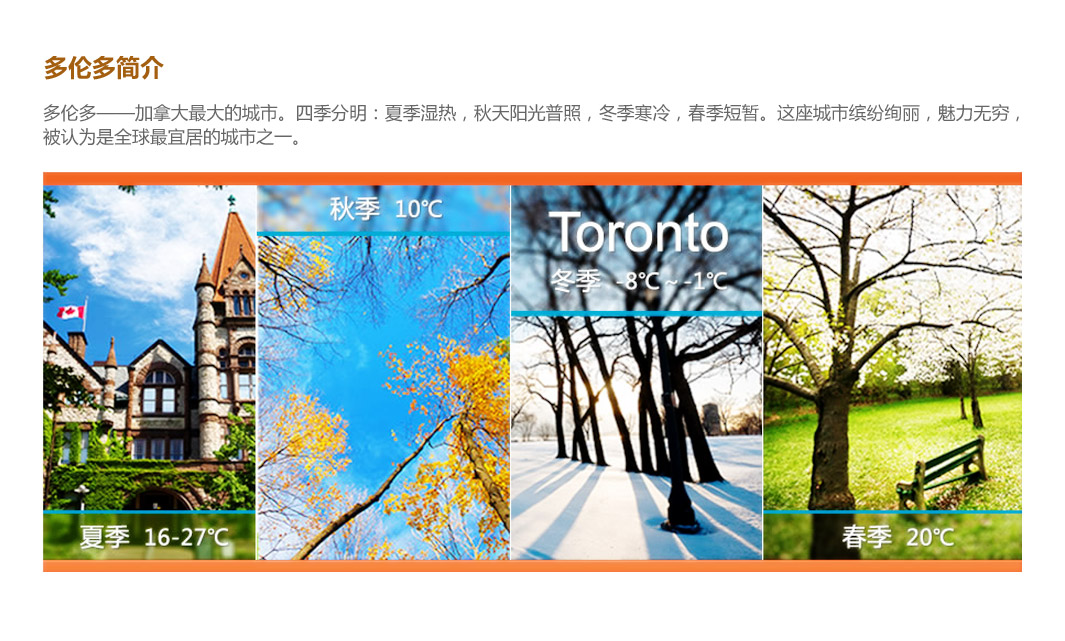 多伦多简介
多伦多——加拿大最大的城市。四季分明：夏季湿热，秋天阳光普照，冬季寒冷，春季短暂。这座城市缤纷绚丽，魅力无穷，
被认为是全球最宜居的城市之一。
秋季 10℃
Toronto
冬季 -8℃ ~ -1℃
夏季 16-27℃
春季 20℃